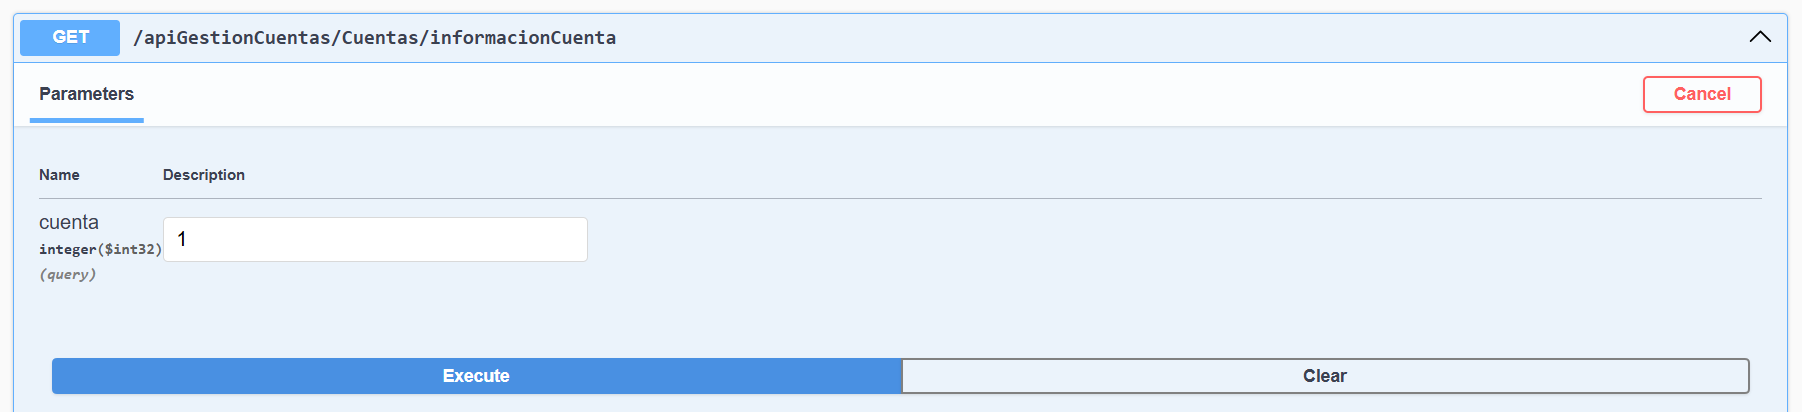 GET /apiGestionCuentas/Cuentas/informacionCuenta
Parameters
Cancel
Name Description
cuenta
integer($int32)
(query)
1
Execute Clear